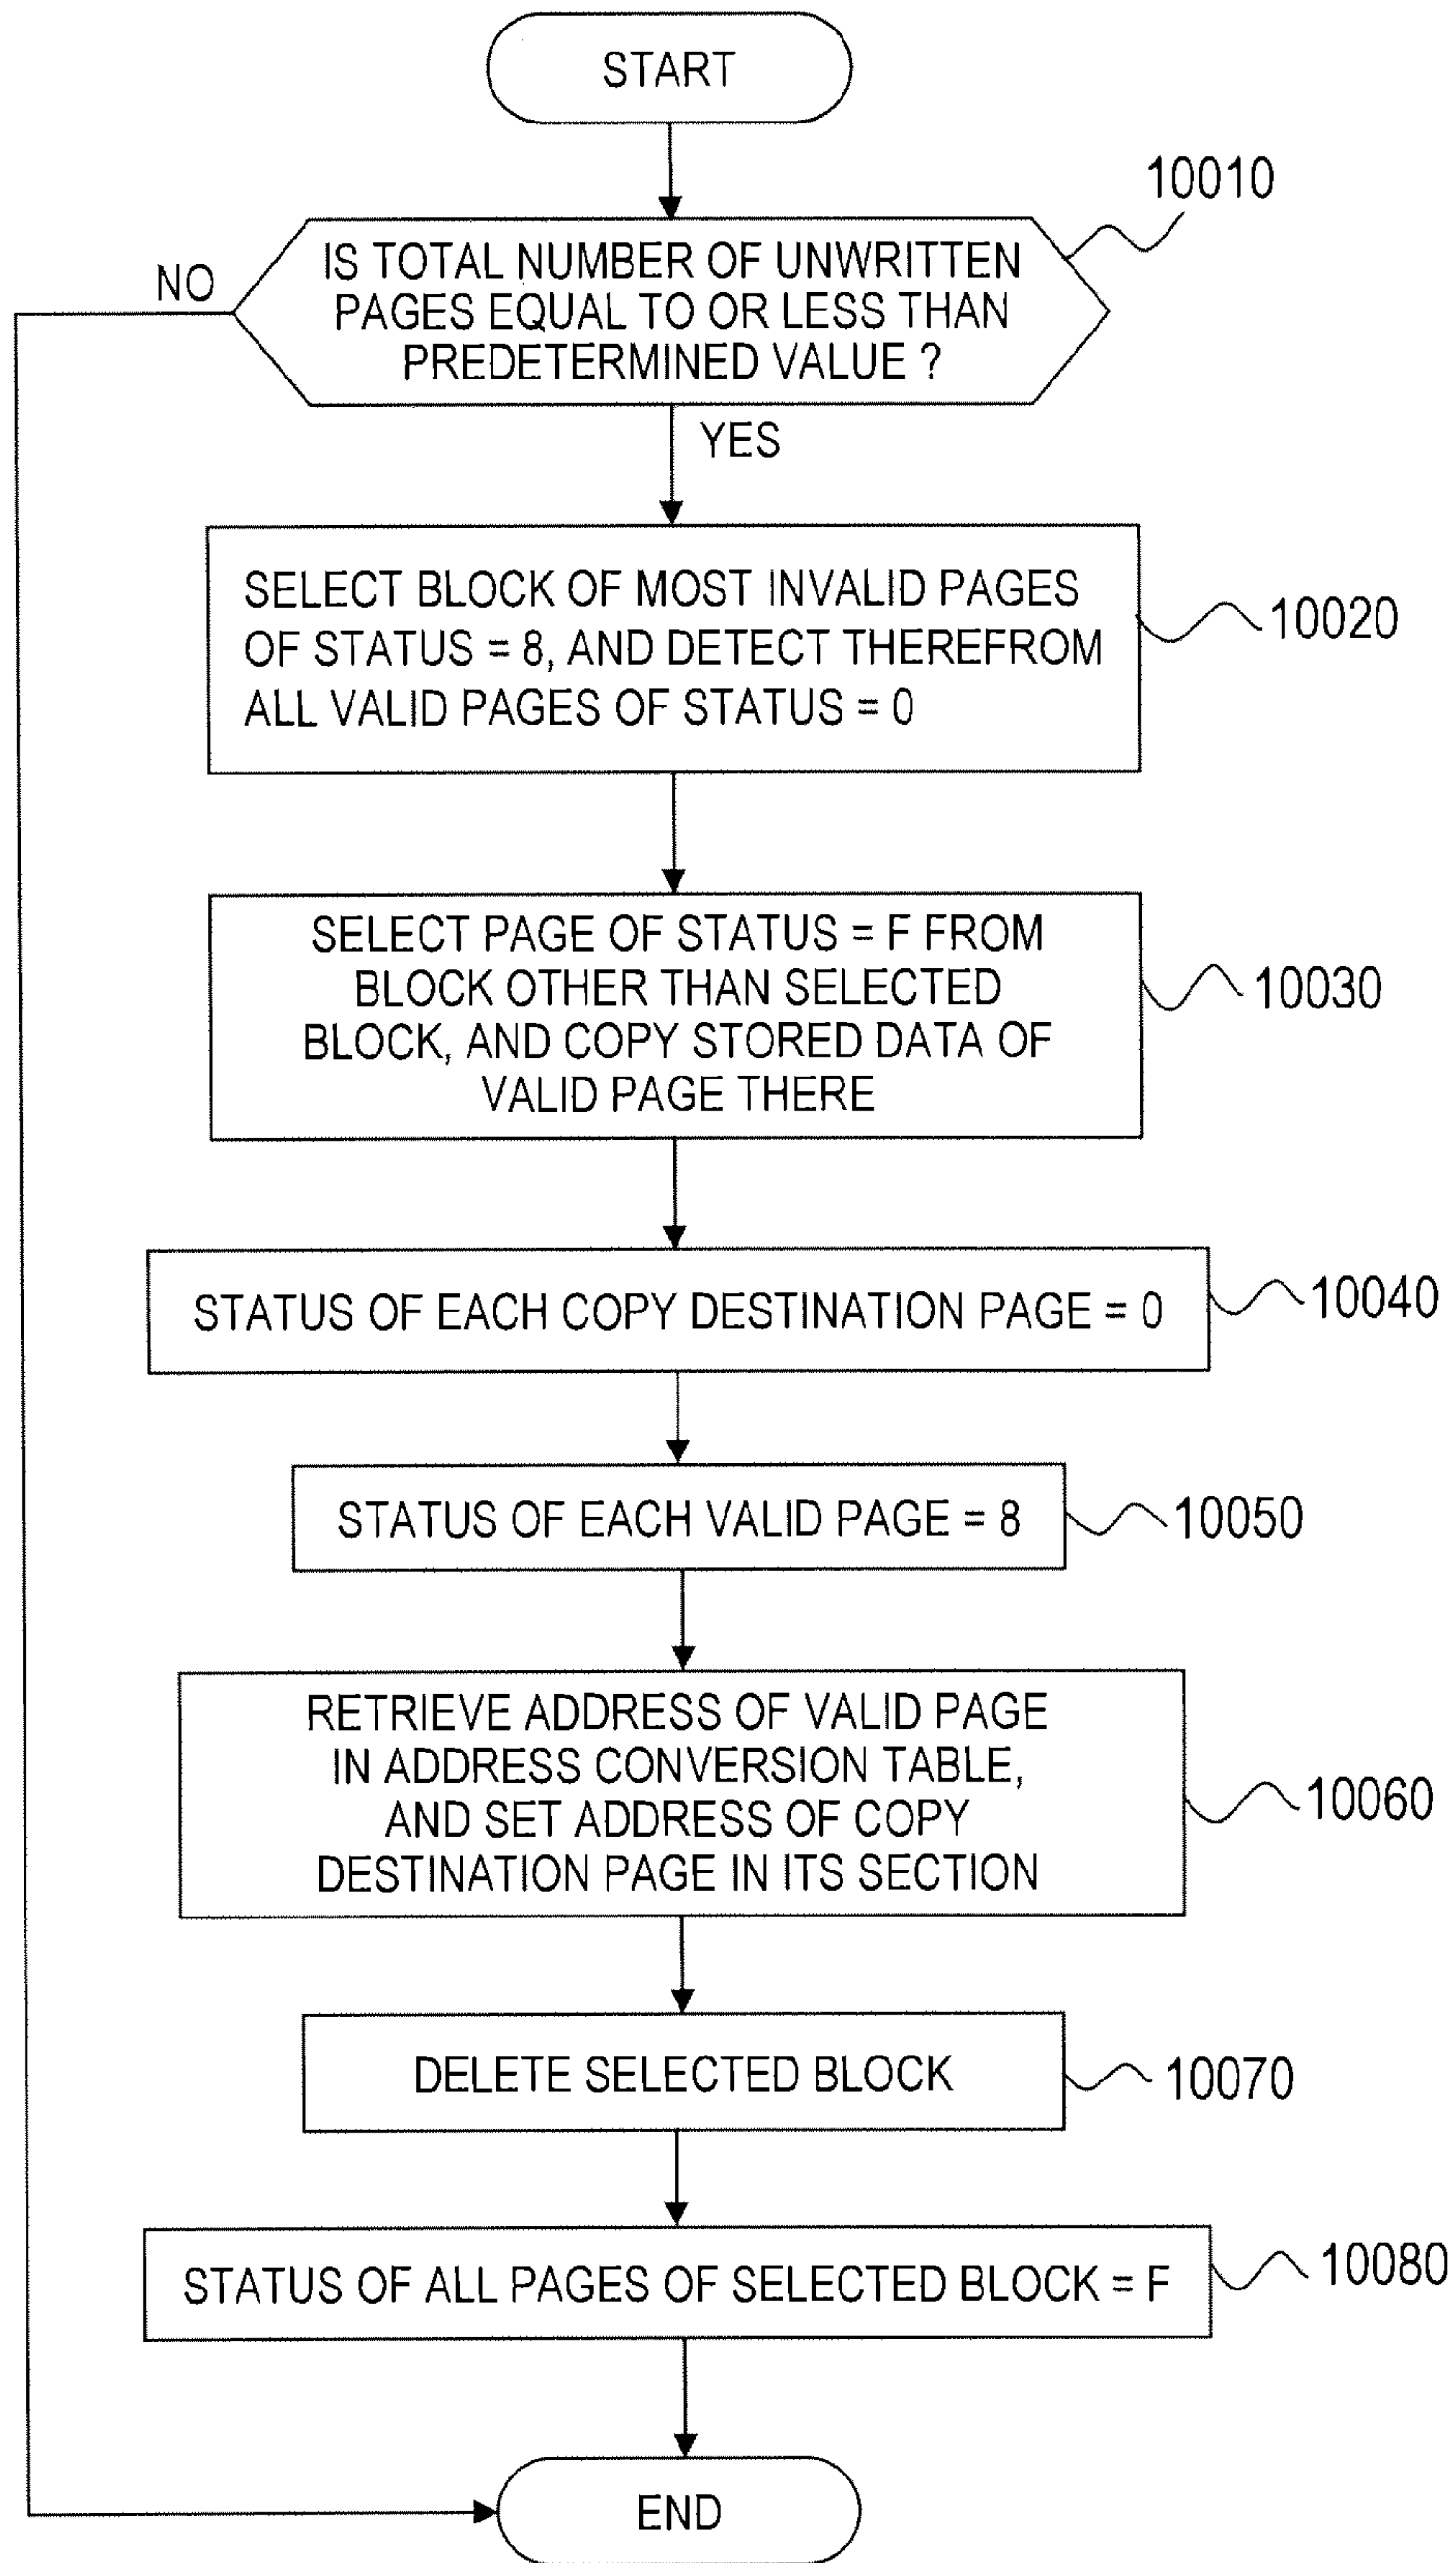 START
10010
NO
IS TOTAL NUMBER OF UNWRITTEN
PAGES EQUAL TO OR LESS THAN
PREDETERMINED VALUE ?
YES
SELECT BLOCK OF MOST INVALID PAGES
OF STATUS = 8, AND DETECT THEREFROM
ALL VALID PAGES OF STATUS = 0
10020
SELECT PAGE OF STATUS = F FROM
BLOCK OTHER THAN SELECTED
BLOCK, AND COPY STORED DATA OF
VALID PAGE THERE
10030
STATUS OF EACH COPY DESTINATION PAGE = 0
10040
STATUS OF EACH VALID PAGE = 8
10050
RETRIEVE ADDRESS OF VALID PAGE
IN ADDRESS CONVERSION TABLE,
AND SET ADDRESS OF COPY
DESTINATION PAGE IN ITS SECTION
10060
DELETE SELECTED BLOCK
10070
STATUS OF ALL PAGES OF SELECTED BLOCK = F
10080
END